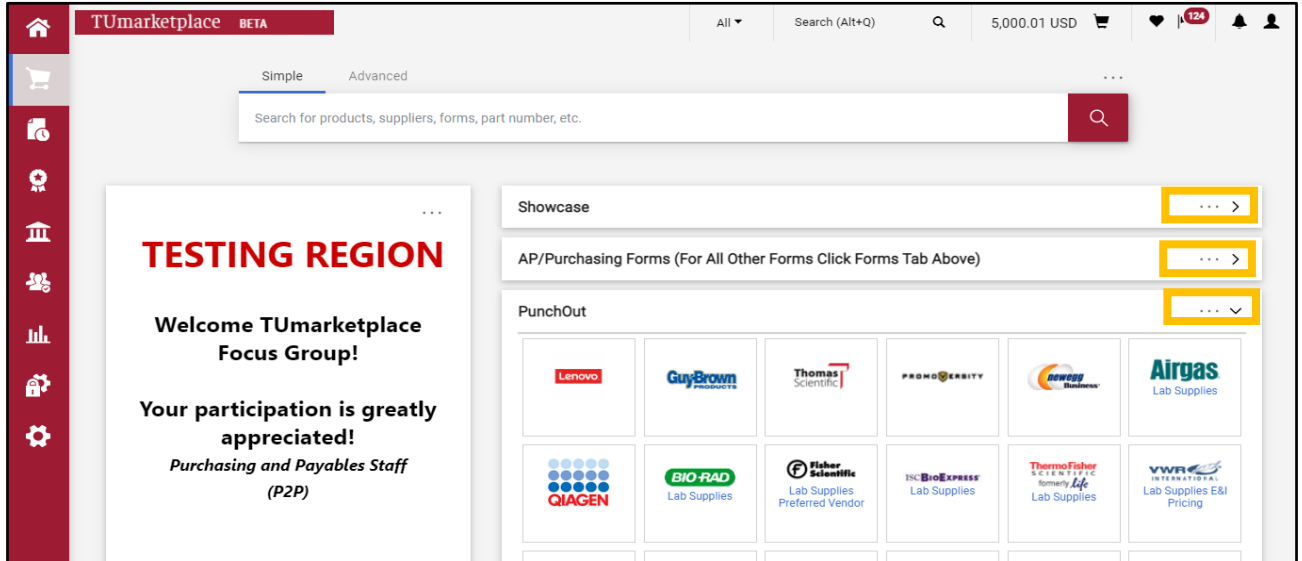 TUmarketplace BETA
All
Search (Alt+Q)
5,000.01 USD
124
Simple
Advanced
...
Search for products, suppliers, forms, part number, etc.
...
TESTING REGION
Welcome TUmarketplace
Focus Group!
Your participation is greatly
appreciated!
Purchasing and Payables Staff
(P2P)
Showcase
...
AP/Purchasing Forms (For All Other Forms Click Forms Tab Above)
...
PunchOut
...
Lenovo
GuyBrown
PRODUCTS
Thomas
Scientific
PROMOVERSITY
newegg
Business
Airgas
Lab Supplies
QIAGEN
BIO-RAD
Lab Supplies
Fisher
Scientific
Lab Supplies
Preferred Vendor
ISCBIOEXPRESS
Lab Supplies
ThermoFisher
SCIENTIFIC
formerly life
Lab Supplies
VWR
INTERNATIONAL
Lab Supplies E&I
Pricing